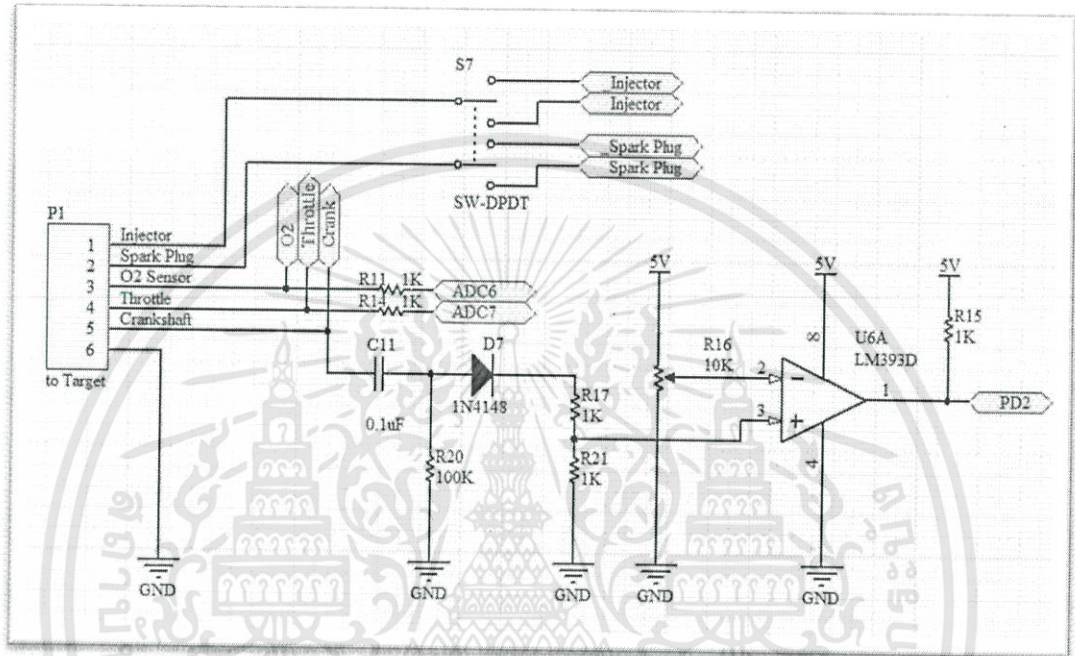 S7
Injector
Injector
Spark Plug
Spark Plug
SW-DPDT
P1
O2
Throttle
Crank
1 Injector
2 Spark Plug
3 O2 Sensor
4 Throttle
5 Crankshaft
6
to Target
R11 1K
ADC6
R14 1K
ADC7
C11
0.1uF
D7
1N4148
R20
100K
R17
1K
R21
1K
5V
R16
10K
5V
8
U6A
LM393D
2
3
1
4
5V
R15
1K
PD2
GND
GND
GND
GND
GND